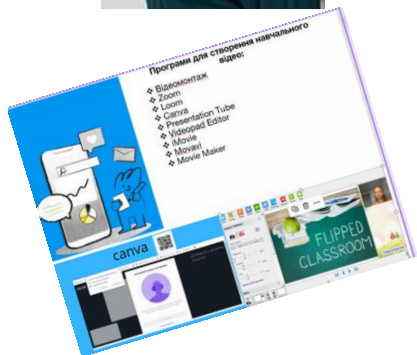 Програми для створення навчального
відео:
❖ Відеомонтаж
❖ Zoom
❖ Loom
❖ Canva
❖ Presentation Tube
❖ Videopad Editor
❖ iMovie
❖ Movavi
❖ Movie Maker
canva
FLIPPED
CLASSROOM